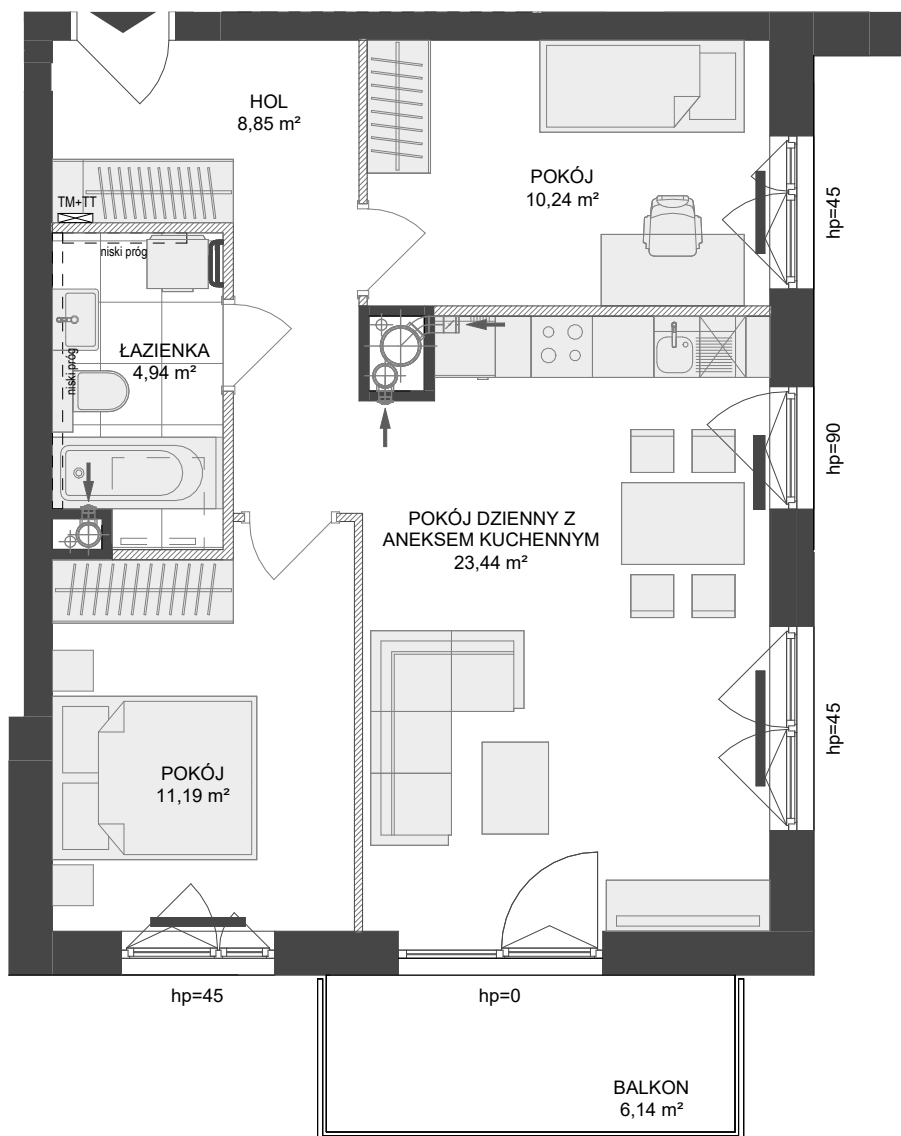 HOL
8,85 m²
POKÓJ
10,24 m²
hp=45
TM+TT
niski próg
ŁAZIENKA
4,94 m²
niski próg
hp=90
POKÓJ DZIENNY Z
ANEKSEM KUCHENNYM
23,44 m²
hp=45
POKÓJ
11,19 m²
hp=45
hp=0
BALKON
6,14 m²